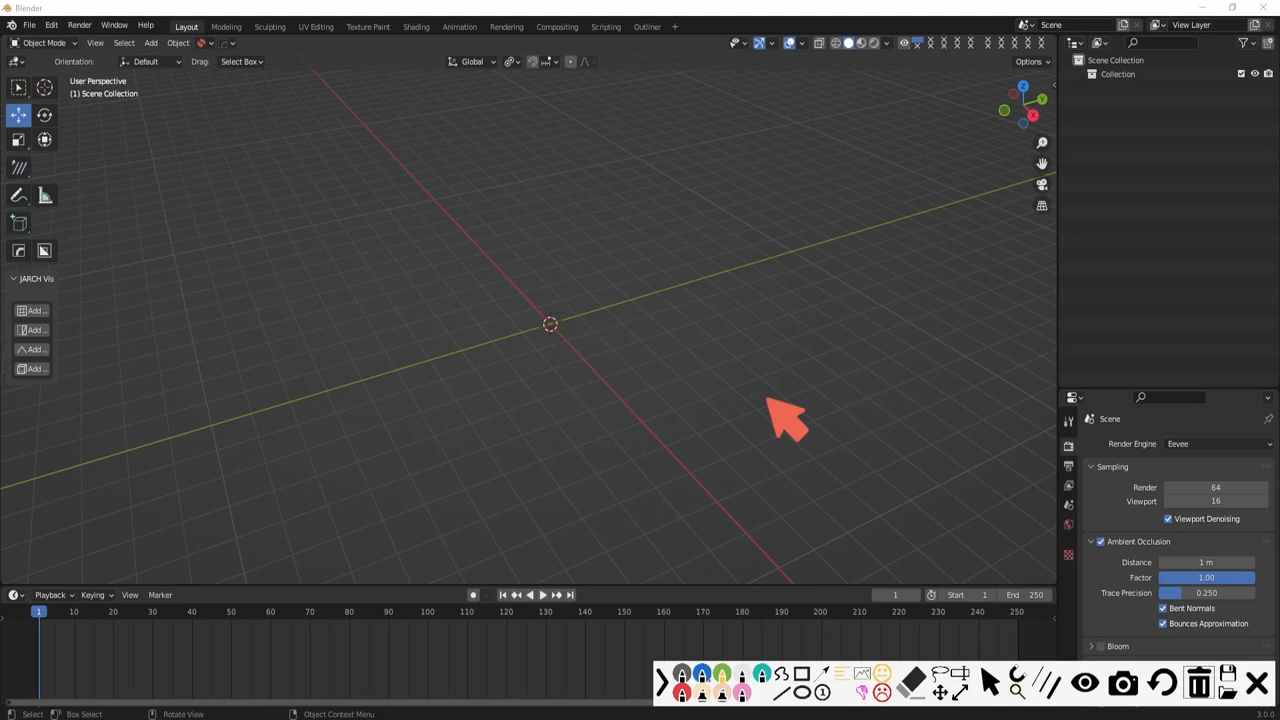 Blender
File Edit Render Window Help Layout Modeling Sculpting UV Editing Texture Paint Shading Animation Rendering Compositing Scripting Outliner + Scene View Layer
Object Mode View Select Add Object
Orientation: Default Drag: Select Box Global Options
User Perspective
(1) Scene Collection
X
Y
Z
JARCH Vis
Add ...
Add ...
Add ...
Add ...
Scene Collection
Collection
Scene
Render Engine Eevee
Sampling
Render 64
Viewport 16
Viewport Denoising
Ambient Occlusion
Distance 1 m
Factor 1.00
Trace Precision 0.250
Bent Normals
Bounces Approximation
Bloom
Playback Keying View Marker 1 Start 1 End 250
1 10 20 30 40 50 60 70 80 90 100 110 120 130 140 150 160 170 180 190 200 210 220 230 240 250
1
Select Box Select Rotate View Object Context Menu 3.0.0